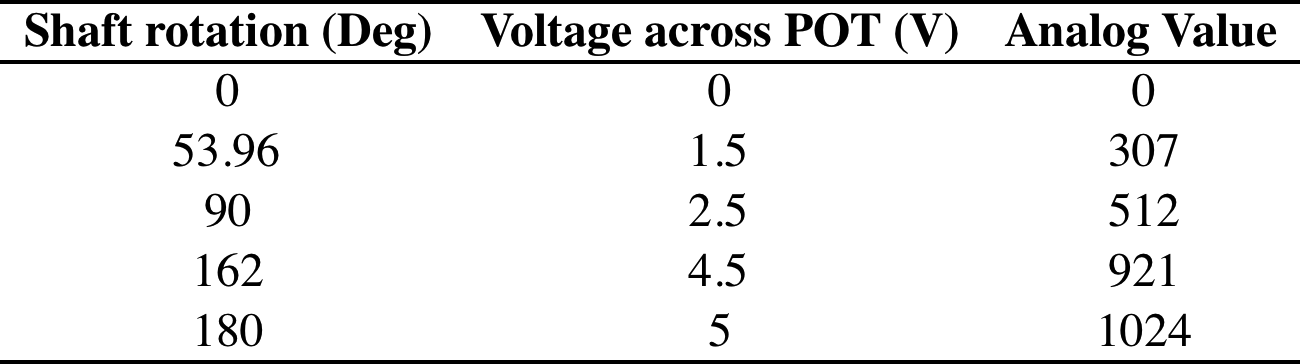 Shaft rotation (Deg) Voltage across POT (V) Analog Value
0 0 0
53.96 1.5 307
90 2.5 512
162 4.5 921
180 5 1024